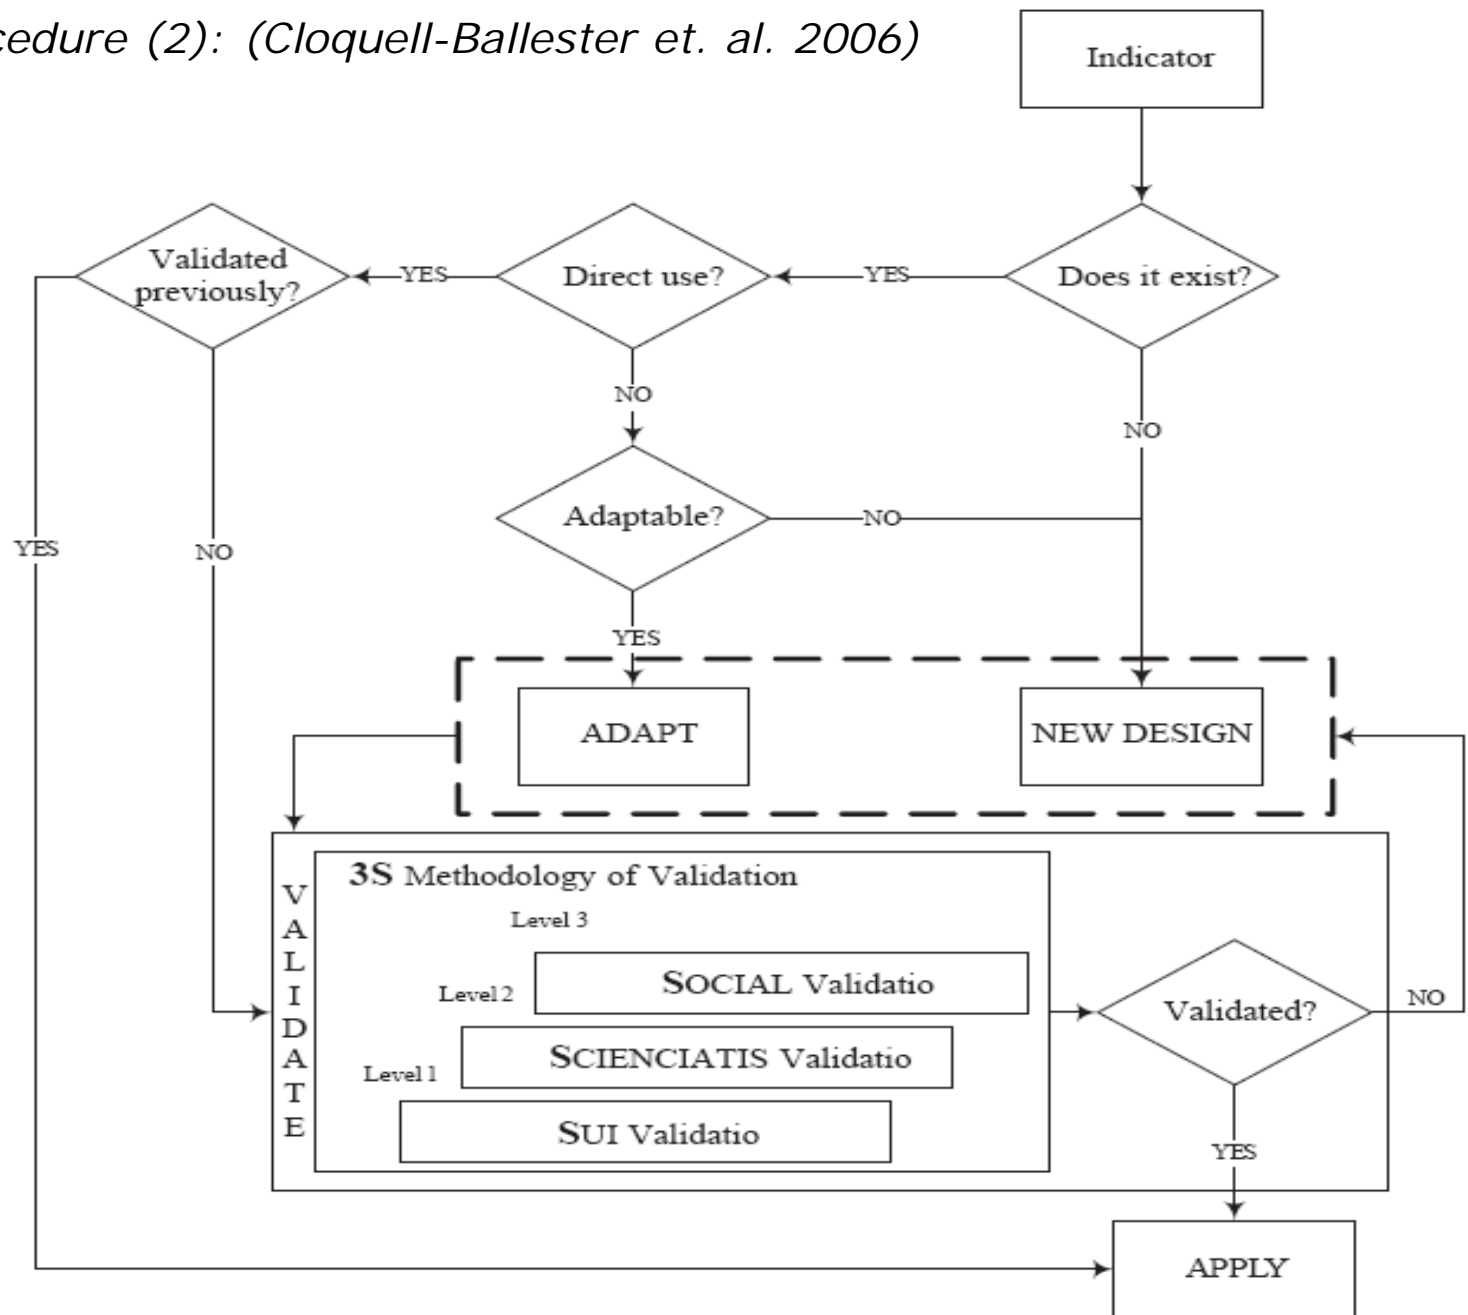 cedure (2): (Cloquell-Ballester et. al. 2006)
Indicator
Validated
previously?
YES
Direct use?
YES
Does it exist?
NO
NO
Adaptable?
NO
YES
NO
YES
ADAPT
NEW DESIGN
VALIDATE
3S Methodology of Validation
Level 3
SOCIAL Validatio
Level 2
SCIENCIATIS Validatio
Level 1
SUI Validatio
Validated?
NO
YES
APPLY